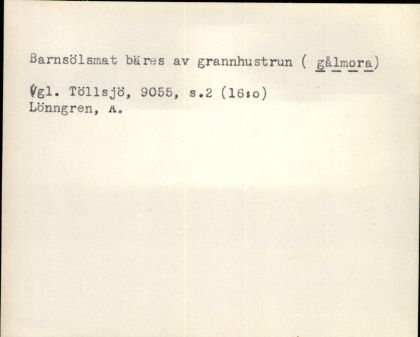 Barnsölsmat bäres av grannhustrun ( gålmora)
Vgl. Töllsjö, 9055, s.2 (16:o)
Lönngren, A.